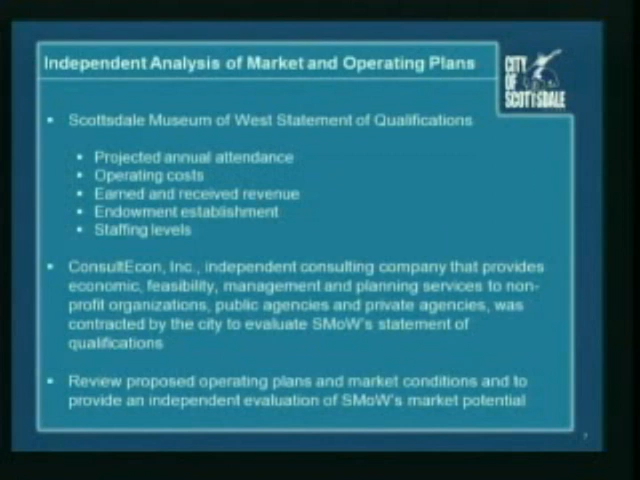 Independent Analysis of Market and Operating Plans
CITY
OF
SCOTTSDALE
• Scottsdale Museum of West Statement of Qualifications
• Projected annual attendance
• Operating costs
• Earned and received revenue
• Endowment establishment
• Staffing levels
• ConsultEcon, Inc., independent consulting company that provides
economic, feasibility, management and planning services to non-
profit organizations, public agencies and private agencies, was
contracted by the city to evaluate SMoW's statement of
qualifications
• Review proposed operating plans and market conditions and to
provide an independent evaluation of SMoW's market potential
7